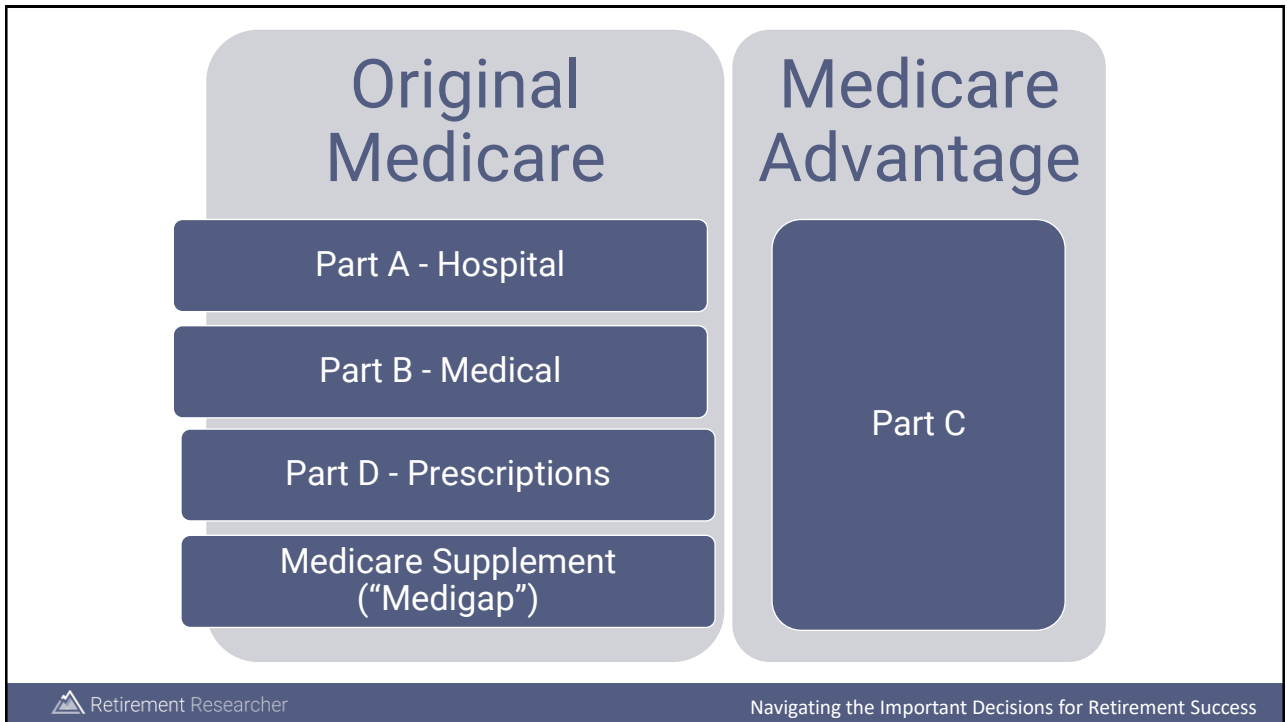 Original
Medicare
Part A - Hospital
Part B - Medical
Part D - Prescriptions
Medicare Supplement
(“Medigap”)
Medicare
Advantage
Part C
Retirement Researcher
Navigating the Important Decisions for Retirement Success